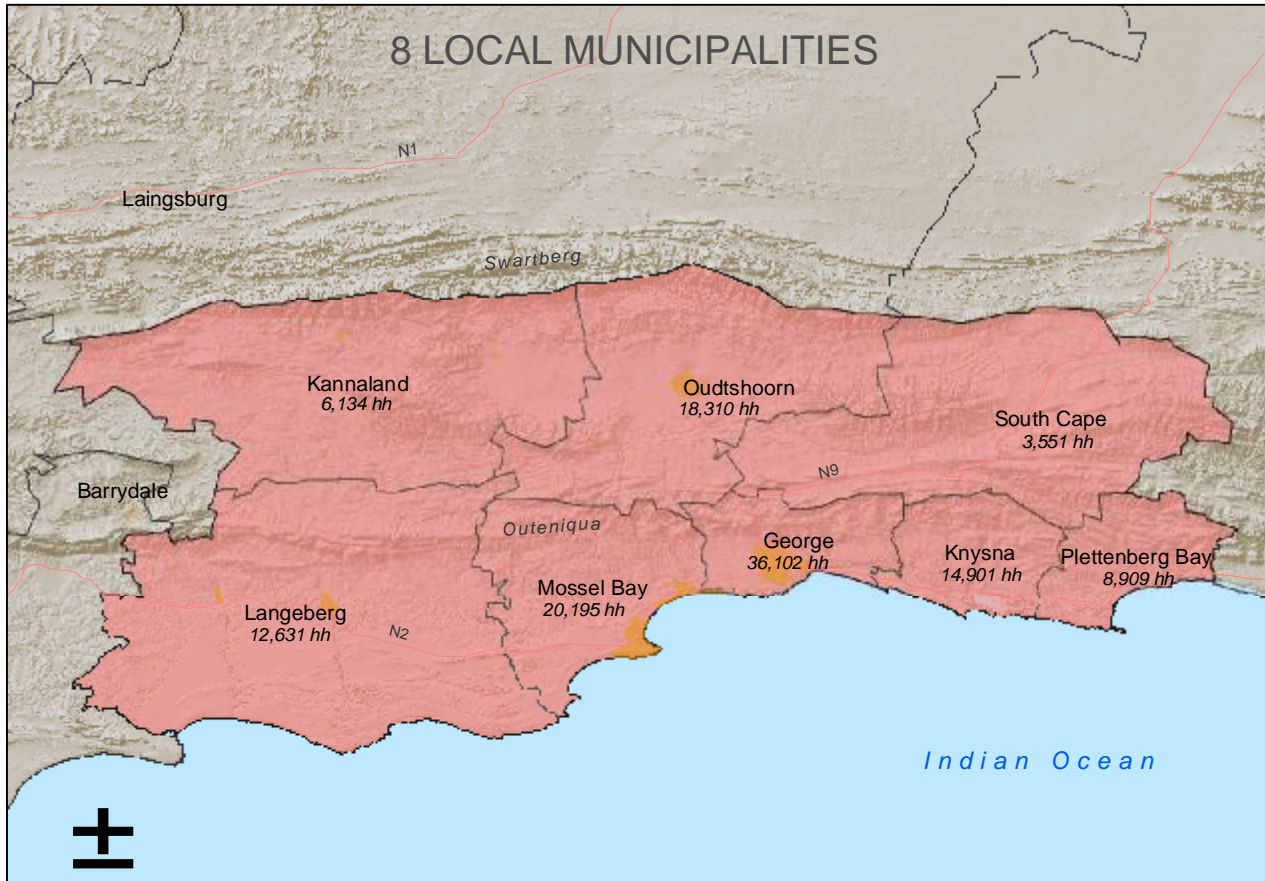 8 LOCAL MUNICIPALITIES
N1
Laingsburg
Swartberg
Kannaland
6,134 hh
Oudtshoorn
18,310 hh
South Cape
3,551 hh
N9
Barrydale
Outeniqua
George
36,102 hh
Knysna
14,901 hh
Plettenberg Bay
8,909 hh
Mossel Bay
20,195 hh
Langeberg
12,631 hh
N2
Indian Ocean